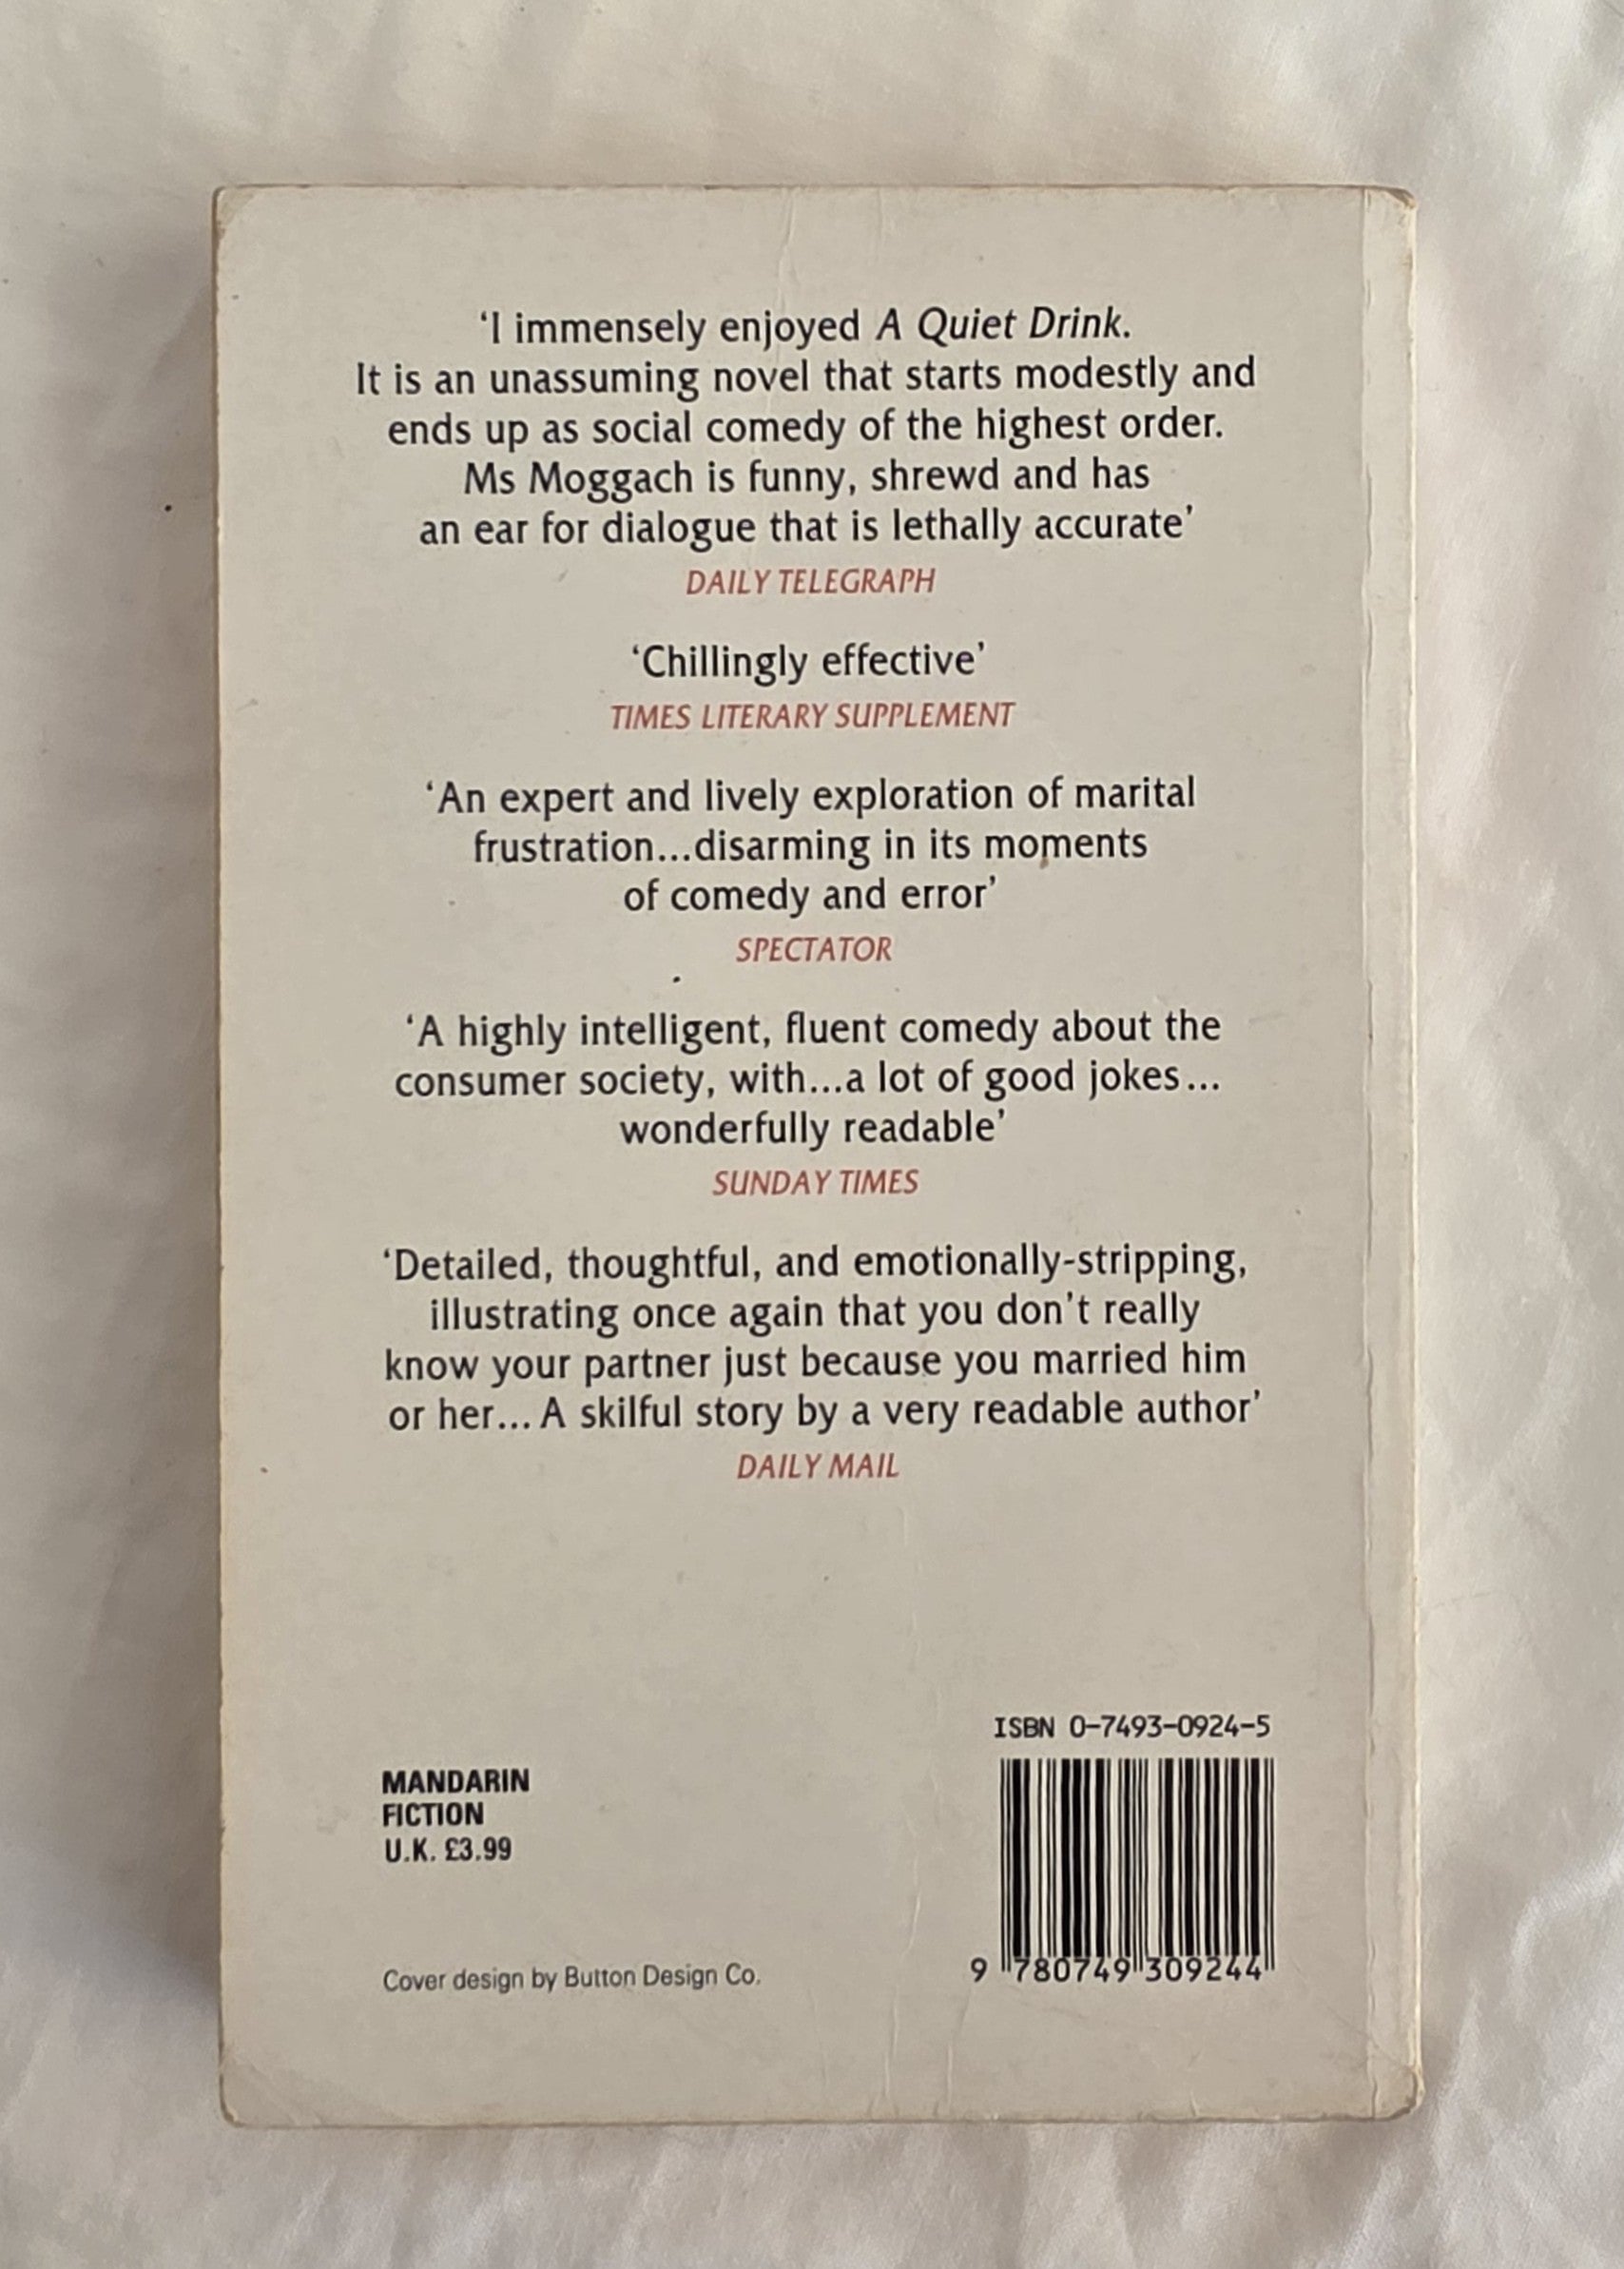 ‘I immensely enjoyed A Quiet Drink.
It is an unassuming novel that starts modestly and
ends up as social comedy of the highest order.
Ms Moggach is funny, shrewd and has
an ear for dialogue that is lethally accurate’
DAILY TELEGRAPH
‘Chillingly effective’
TIMES LITERARY SUPPLEMENT
‘An expert and lively exploration of marital
frustration...disarming in its moments
of comedy and error’
SPECTATOR
‘A highly intelligent, fluent comedy about the
consumer society, with...a lot of good jokes...
wonderfully readable’
SUNDAY TIMES
‘Detailed, thoughtful, and emotionally-stripping,
illustrating once again that you don't really
know your partner just because you married him
or her... A skilful story by a very readable author’
DAILY MAIL
MANDARIN
FICTION
U.K. £3.99
Cover design by Button Design Co.
ISBN 0-7493-0924-5
9 780749 309244